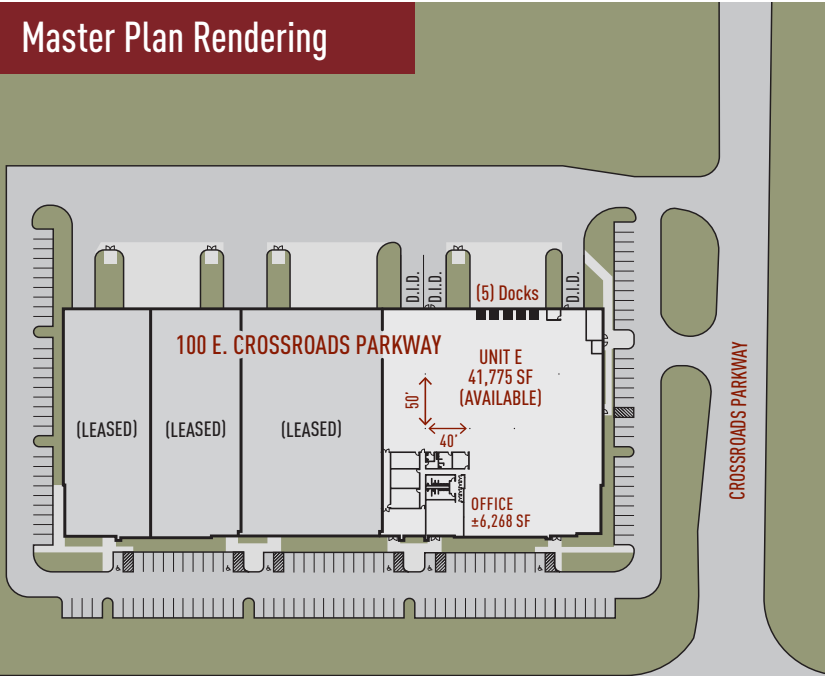 Master Plan Rendering
D.I.D.
D.I.D.
D.I.D.
(5) Docks
100 E. CROSSROADS PARKWAY
UNIT E
41,775 SF
(AVAILABLE)
50'
40'
(LEASED)
(LEASED)
(LEASED)
OFFICE
±6,268 SF
CROSSROADS PARKWAY